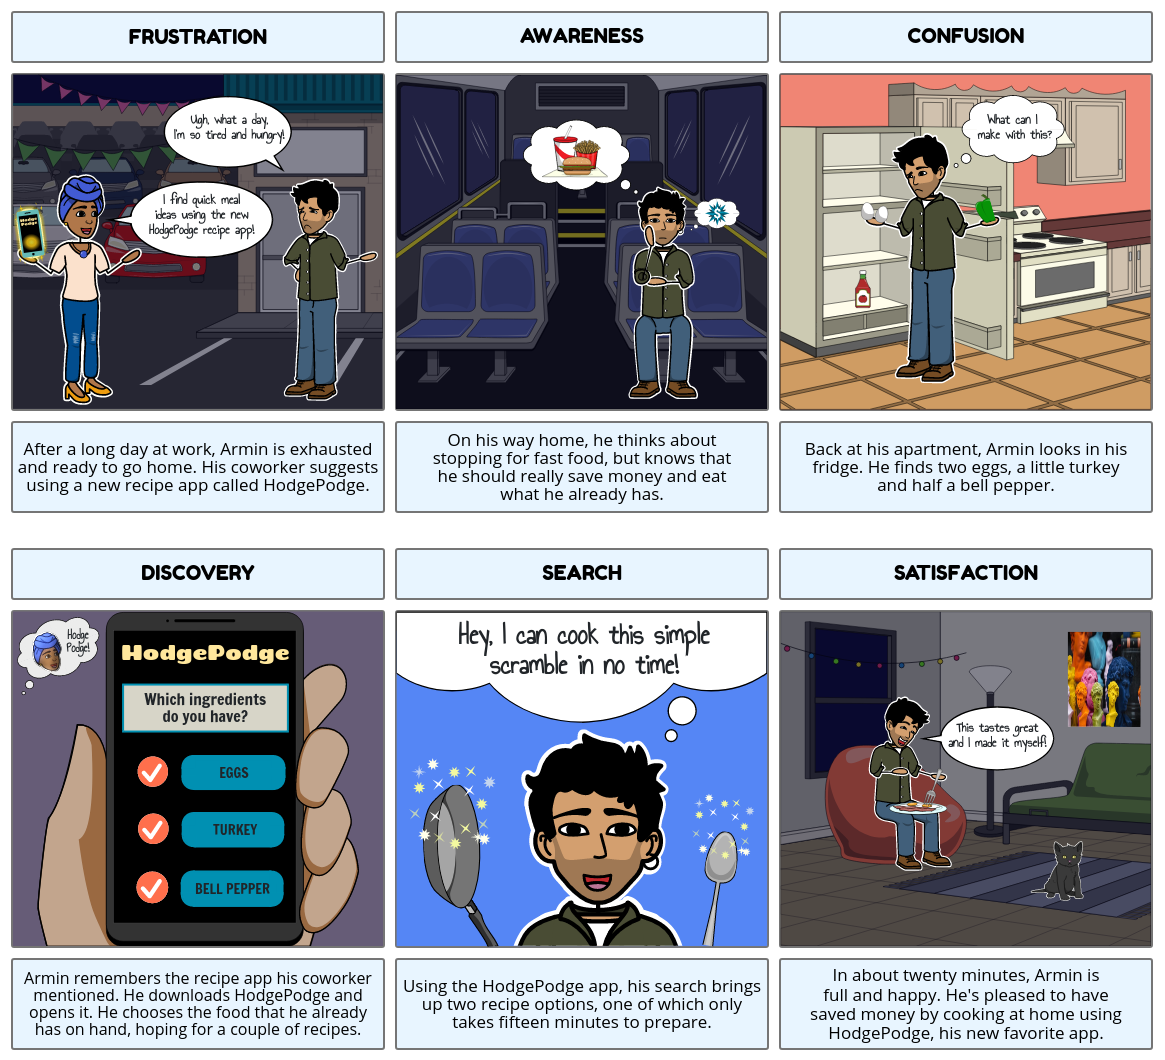 FRUSTRATION
AWARENESS
CONFUSION
Ugh, what a day,
I'm so tired and hungry!
Hodge
Podge
I find quick meal
ideas using the new
HodgePodge recipe app!
$
What can I
make with this?
After a long day at work, Armin is exhausted
and ready to go home. His coworker suggests
using a new recipe app called HodgePodge.
On his way home, he thinks about
stopping for fast food, but knows that
he should really save money and eat
what he already has.
Back at his apartment, Armin looks in his
fridge. He finds two eggs, a little turkey
and half a bell pepper.
DISCOVERY
SEARCH
SATISFACTION
Hodge
Podge!
HodgePodge
Which ingredients
do you have?
EGGS
TURKEY
BELL PEPPER
Hey, I can cook this simple
scramble in no time!
This tastes great
and I made it myself!
Armin remembers the recipe app his coworker
mentioned. He downloads HodgePodge and
opens it. He chooses the food that he already
has on hand, hoping for a couple of recipes.
Using the HodgePodge app, his search brings
up two recipe options, one of which only
takes fifteen minutes to prepare.
In about twenty minutes, Armin is
full and happy. He's pleased to have
saved money by cooking at home using
HodgePodge, his new favorite app.